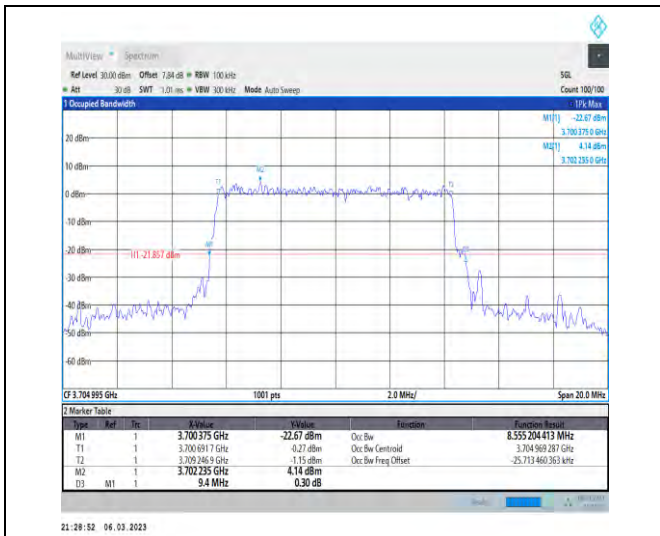 MultiView Spectrum
Ref Level 30.00 dBm Offset 7.84 dB RBW 100 kHz SGL
Att 30 dB SWT 1.01 ms VBW 300 kHz Mode Auto Sweep Count 100/100
1 Occupied Bandwidth 1Pk Max
M1[1] -22.67 dBm
3.700 375 0 GHz
M2[1] 4.14 dBm
3.702 235 0 GHz
20 dBm
10 dBm
M2
T1
T2
0 dBm
-10 dBm
M1
-20 dBm
H1 -21.857 dBm
-30 dBm
-40 dBm
-50 dBm
-60 dBm
CF 3.704 995 GHz 1001 pts 2.0 MHz/ Span 20.0 MHz
2 Marker Table
Type Ref Trc X-Value Y-Value Function Function Result
M1 1 3.700 375 GHz -22.67 dBm Occ Bw 8.555 204 413 MHz
T1 1 3.700 691 7 GHz -0.27 dBm Occ Bw Centroid 3.704 969 287 GHz
T2 1 3.709 246 9 GHz -1.15 dBm Occ Bw Freq Offset -25.713 460 363 kHz
M2 1 3.702 235 GHz 4.14 dBm
D3 M1 1 9.4 MHz 0.30 dB
21:28:52 06.03.2023